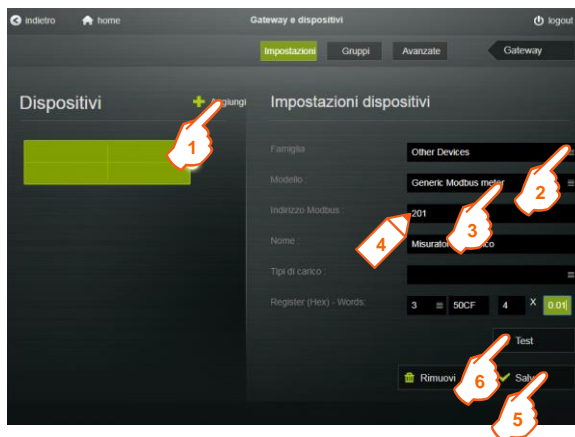 indietro home Gateway e dispositivi logout
Impostazioni Gruppi Avanzate Gateway
Dispositivi Aggiungi Impostazioni dispositivi
1
Famiglia Other Devices
2
Modello : Generic Modbus meter
3
Indirizzo Modbus : 201
4
Nome :
Tipi di carico :
Register (Hex) - Words: 3 50CF 4 X 0.01
Test
6
Rimuovi
5